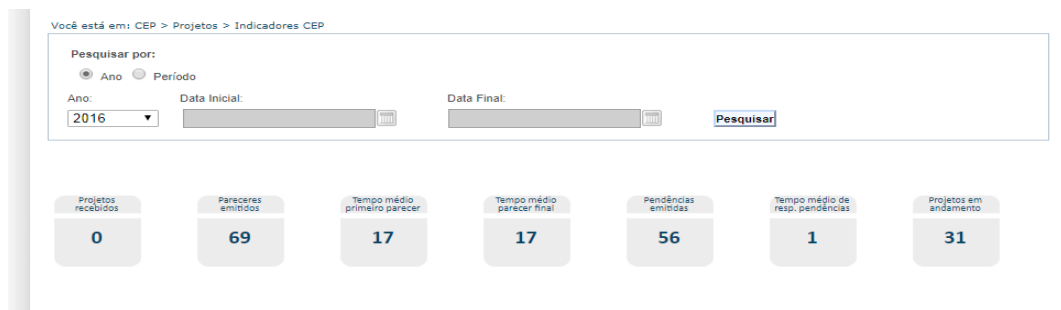 Você está em: CEP > Projetos > Indicadores CEP
Pesquisar por:
Ano Período
Ano: Data Inicial: Data Final:
2016 Pesquisar
Projetos recebidos
0
Pareceres emitidos
69
Tempo médio primeiro parecer
17
Tempo médio parecer final
17
Pendências emitidas
56
Tempo médio de resp. pendências
1
Projetos em andamento
31